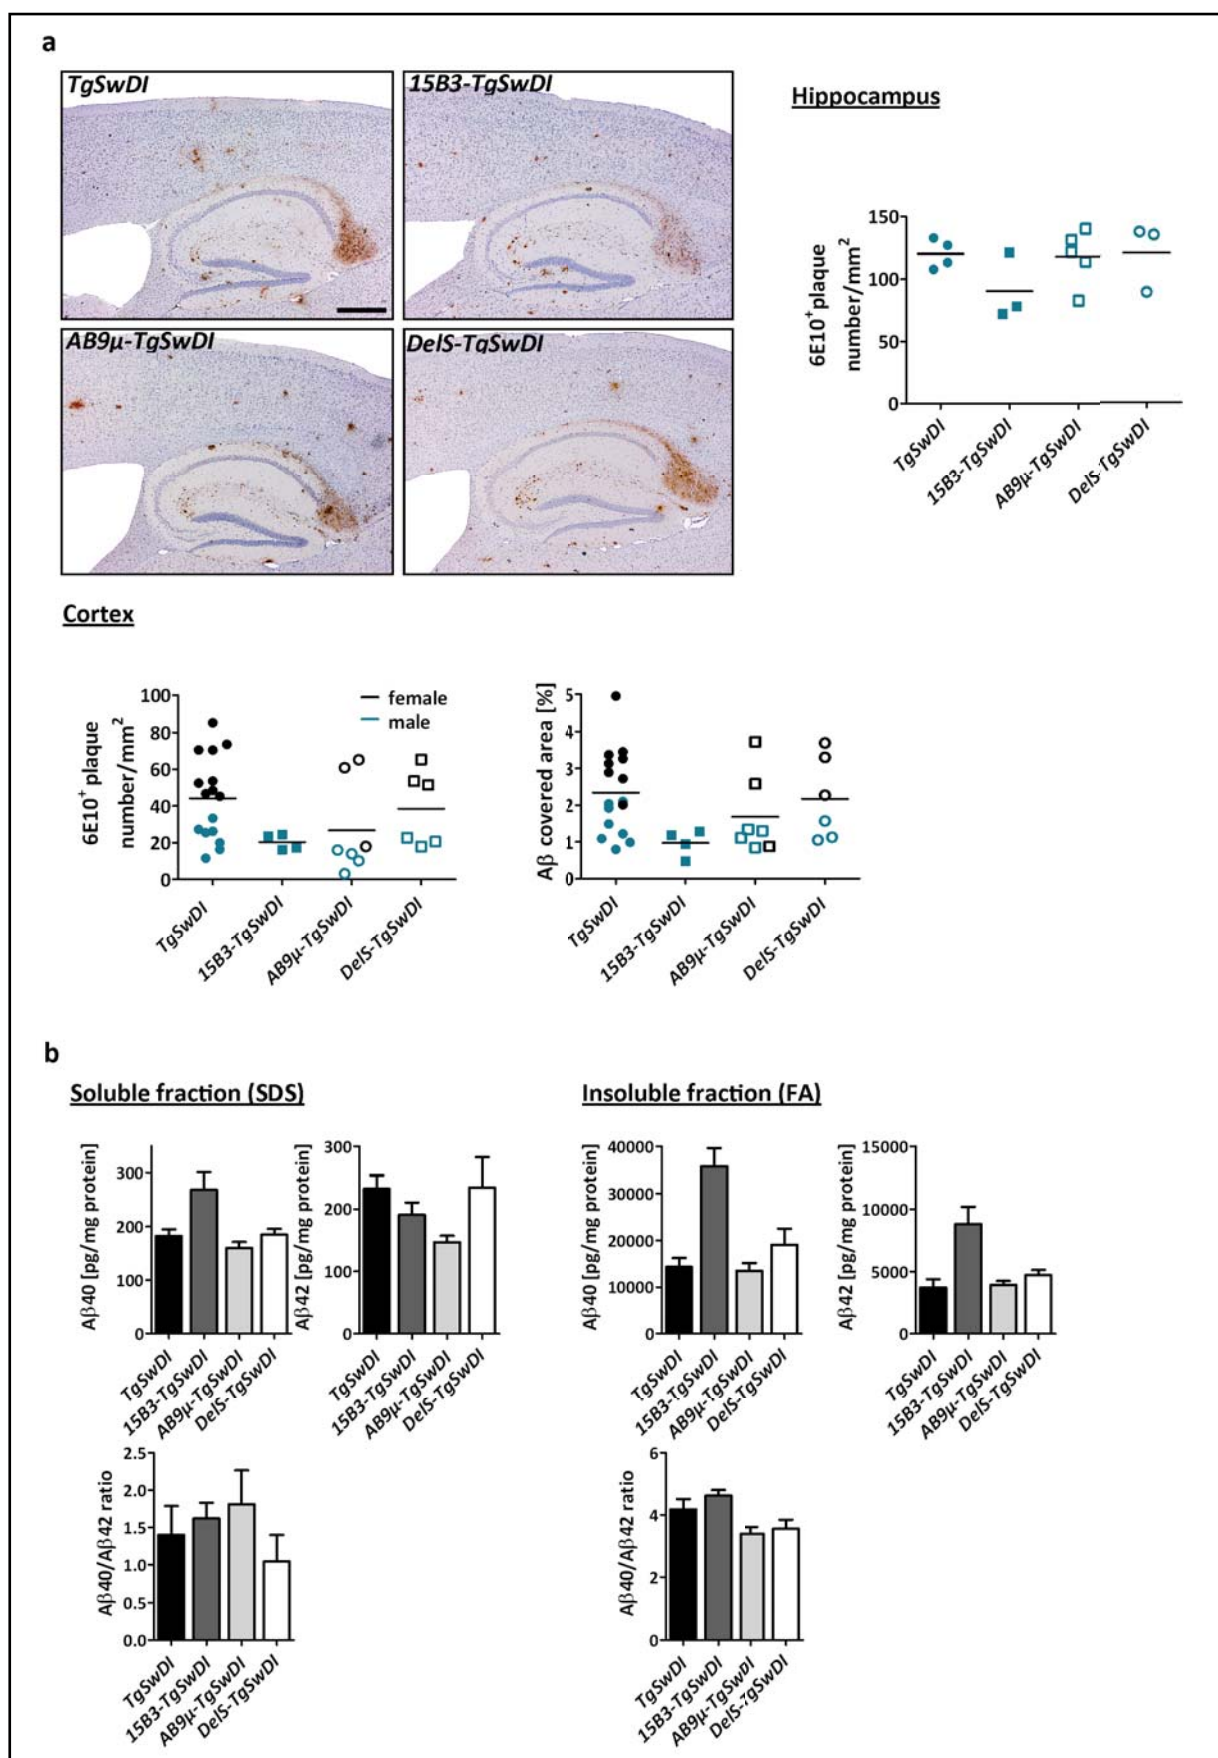 a
TgSwDI
15B3-TgSwDI
AB9μ-TgSwDI
DelS-TgSwDI
Hippocampus
6E10+ plaque
number/mm2
150
100
50
0
TgSwDI
15B3-TgSwDI
AB9μ-TgSwDI
DelS-TgSwDI
Cortex
6E10+ plaque
number/mm2
100
80
60
40
20
0
female
male
TgSwDI
15B3-TgSwDI
AB9μ-TgSwDI
DelS-TgSwDI
Aβ covered area [%]
5
4
3
2
1
0
TgSwDI
15B3-TgSwDI
AB9μ-TgSwDI
DelS-TgSwDI
b
Soluble fraction (SDS)
Aβ40 [pg/mg protein]
300
200
100
0
TgSwDI
15B3-TgSwDI
AB9μ-TgSwDI
DelS-TgSwDI
Aβ42 [pg/mg protein]
300
200
100
0
TgSwDI
15B3-TgSwDI
AB9μ-TgSwDI
DelS-TgSwDI
Aβ40/Aβ42 ratio
2.5
2.0
1.5
1.0
0.5
0.0
TgSwDI
15B3-TgSwDI
AB9μ-TgSwDI
DelS-TgSwDI
Insoluble fraction (FA)
Aβ40 [pg/mg protein]
40000
30000
20000
10000
0
TgSwDI
15B3-TgSwDI
AB9μ-TgSwDI
DelS-TgSwDI
Aβ42 [pg/mg protein]
15000
10000
5000
0
TgSwDI
15B3-TgSwDI
AB9μ-TgSwDI
DelS-TgSwDI
Aβ40/Aβ42 ratio
6
4
2
0
TgSwDI
15B3-TgSwDI
AB9μ-TgSwDI
DelS-TgSwDI